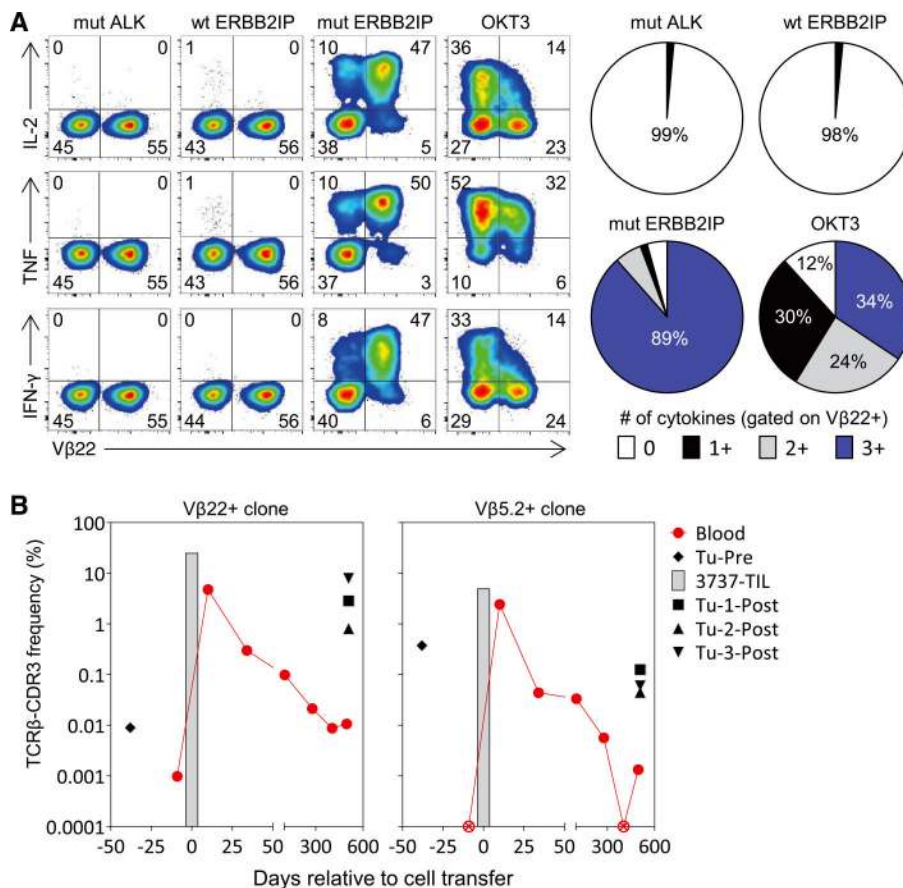 A
mut ALK wt ERBB2IP mut ERBB2IP OKT3
IL-2
0 0 1 0 10 47 36 14
45 55 43 56 38 5 27 23
TNF
0 0 1 0 10 50 52 32
45 55 43 56 37 3 10 6
IFN-γ
0 0 0 0 8 47 33 14
45 55 44 56 40 6 29 24
Vβ22
mut ALK wt ERBB2IP
99% 98%
mut ERBB2IP OKT3
89% 12% 34% 30% 24%
# of cytokines (gated on Vβ22+)
0 1+ 2+ 3+
B
Vβ22+ clone Vβ5.2+ clone
TCRβ-CDR3 frequency (%)
100
10
1
0.1
0.01
0.001
0.0001
-50 -25 0 25 50 300 600 -50 -25 0 25 50 300 600
Days relative to cell transfer
Blood
Tu-Pre
3737-TIL
Tu-1-Post
Tu-2-Post
Tu-3-Post